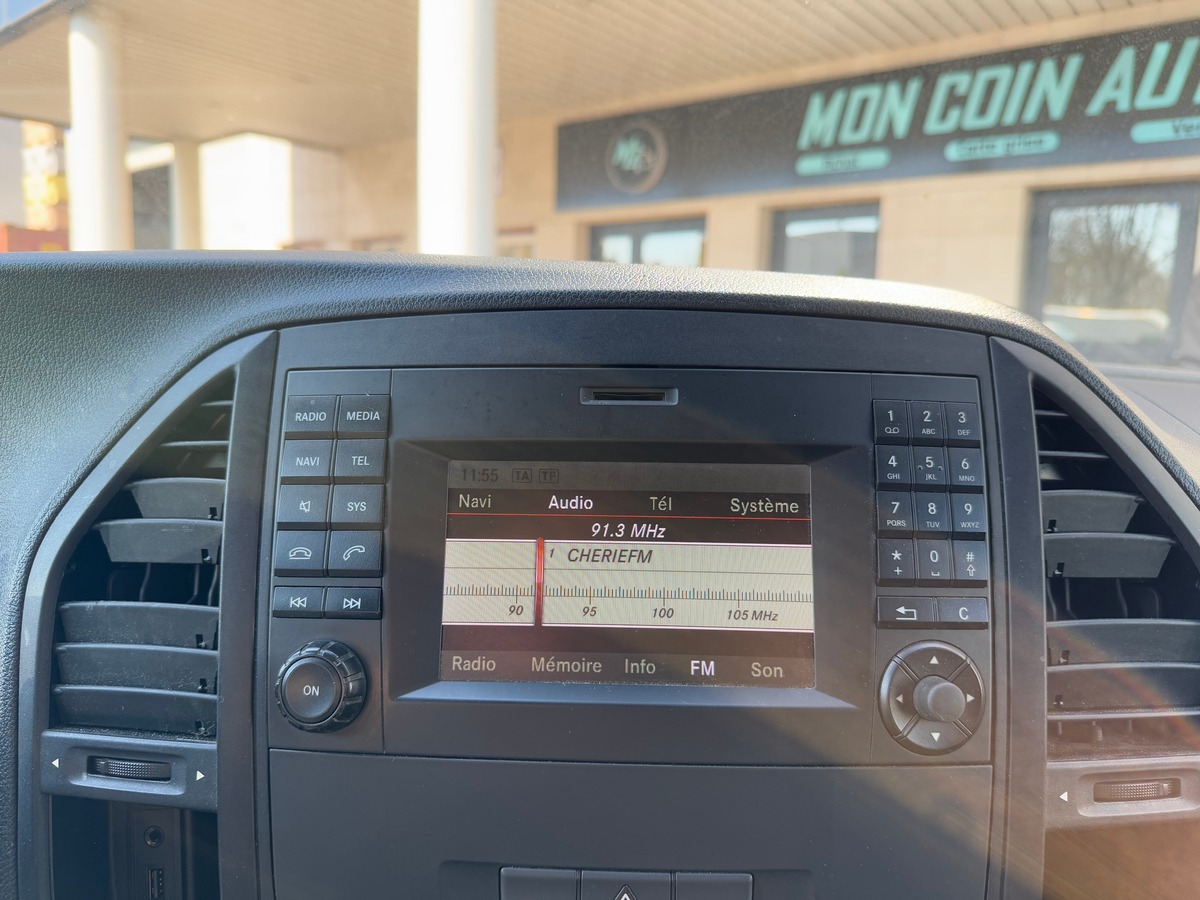 MON COIN AU
Carte grise
RADIO MEDIA
NAVI TEL
SYS
ON
11:55 TA TP
Navi Audio Tél Système
91.3 MHz
1 CHERIEFM
90 95 100 105 MHz
Radio Mémoire Info FM Son
1 2 ABC 3 DEF
4 GHI 5 JKL 6 MNO
7 PQRS 8 TUV 9 WXYZ
* + 0 #
C